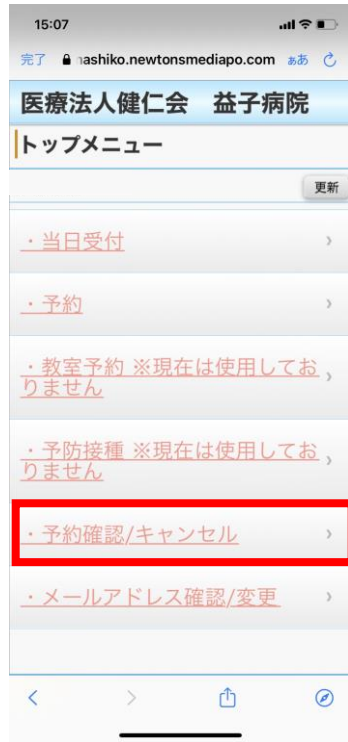 15:07
完了 ashiko.newtonsmediapo.com ぁあ
医療法人健仁会 益子病院
トップメニュー
更新
・当日受付
・予約
・教室予約 ※現在は使用してお
りません
・予防接種 ※現在は使用してお
りません
・予約確認/キャンセル
・メールアドレス確認/変更